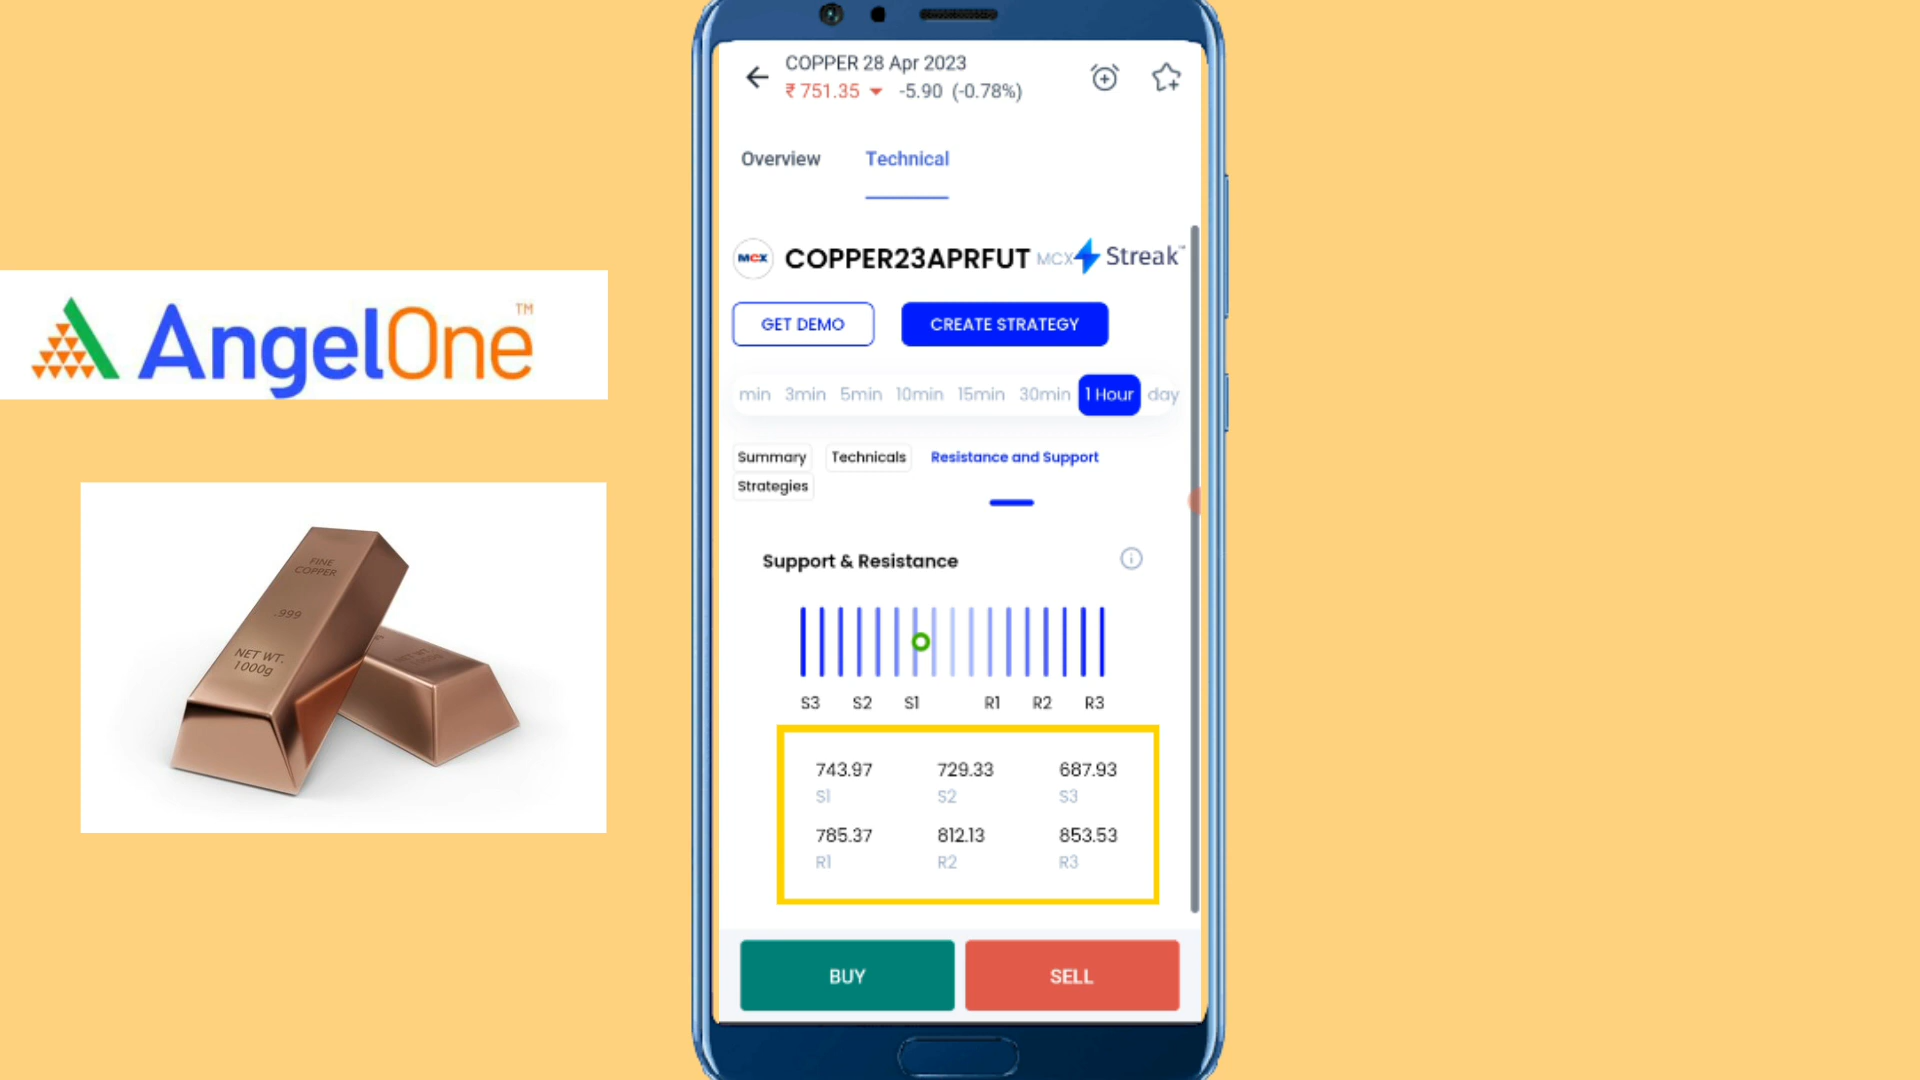 COPPER 28 Apr 2023
₹ 751.35 -5.90 (-0.78%)
Overview Technical
MCX COPPER23APRFUT MCX Streak™
GET DEMO CREATE STRATEGY
min 3min 5min 10min 15min 30min 1 Hour day
Summary Technicals Resistance and Support
Strategies
Support & Resistance
S3 S2 S1 R1 R2 R3
743.97 729.33 687.93
S1 S2 S3
785.37 812.13 853.53
R1 R2 R3
BUY SELL
AngelOne™
FINE
COPPER
.999
NET WT.
1000g